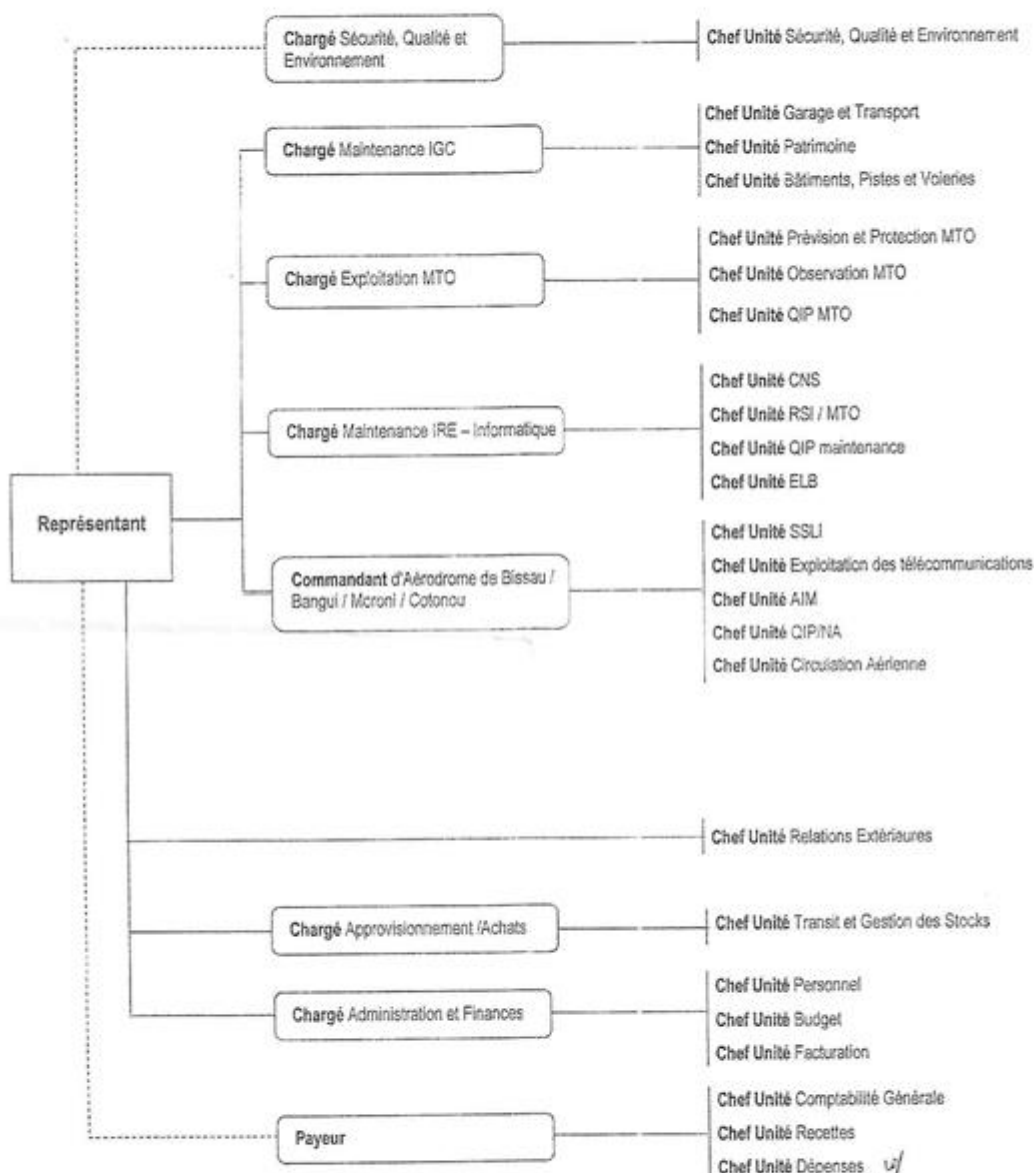 Chargé Sécurité, Qualité et
Environnement
Chef Unité Sécurité, Qualité et Environnement
Chargé Maintenance IGC
Chef Unité Garage et Transport
Chef Unité Patrimoine
Chef Unité Bâtiments, Pistes et Voieries
Chargé Exploitation MTO
Chef Unité Prévision et Protection MTO
Chef Unité Observation MTO
Chef Unité QIP MTO
Chargé Maintenance IRE – Informatique
Chef Unité CNS
Chef Unité RSI / MTO
Chef Unité QIP maintenance
Chef Unité ELB
Représentant
Commandant d'Aérodrome de Bissau /
Bangui / Moroni / Cotonou
Chef Unité SSLI
Chef Unité Exploitation des télécommunications
Chef Unité AIM
Chef Unité QIP/NA
Chef Unité Circulation Aérienne
Chef Unité Relations Extérieures
Chargé Approvisionnement /Achats
Chef Unité Transit et Gestion des Stocks
Chargé Administration et Finances
Chef Unité Personnel
Chef Unité Budget
Chef Unité Facturation
Payeur
Chef Unité Comptabilité Générale
Chef Unité Recettes
Chef Unité Dépenses